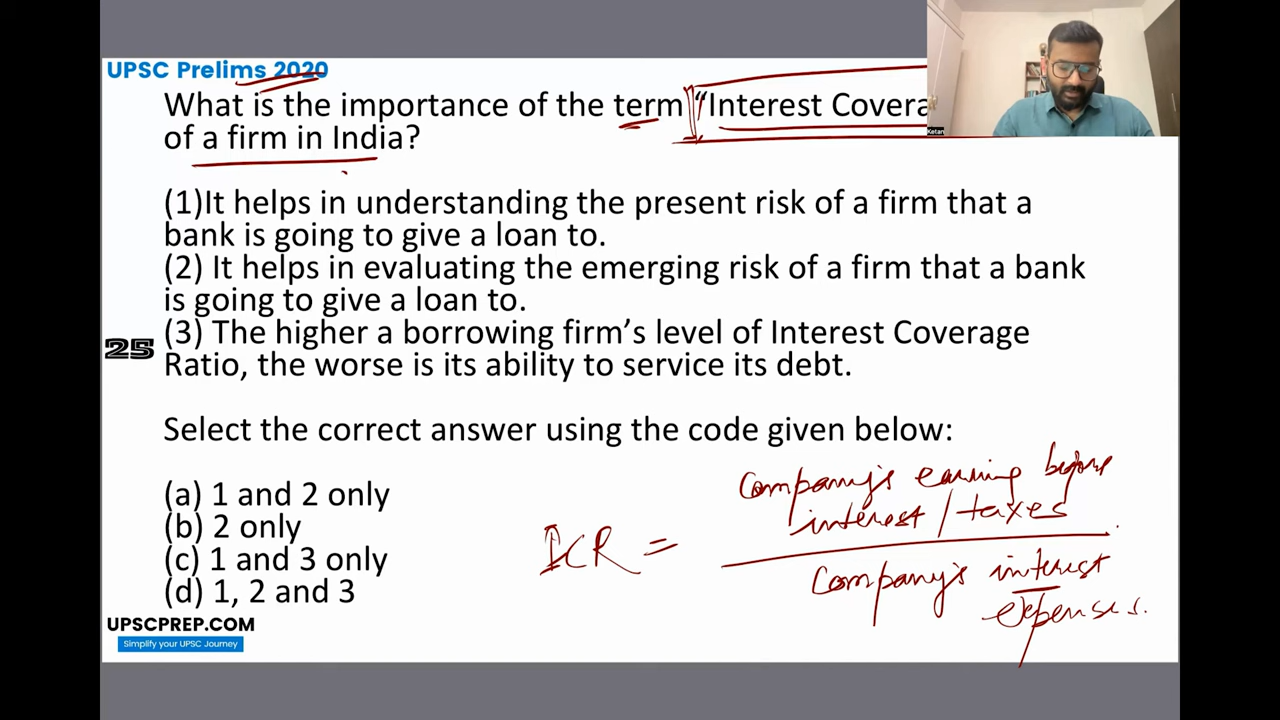 UPSC Prelims 2020
What is the importance of the term “Interest Covera
of a firm in India?
Ketan
(1)It helps in understanding the present risk of a firm that a
bank is going to give a loan to.
(2) It helps in evaluating the emerging risk of a firm that a bank
is going to give a loan to.
(3) The higher a borrowing firm’s level of Interest Coverage
Ratio, the worse is its ability to service its debt.
25
Select the correct answer using the code given below:
(a) 1 and 2 only
(b) 2 only
(c) 1 and 3 only
(d) 1, 2 and 3
ICR =
Company's earning before
interest / taxes
Company's interest
expenses.
UPSCPREP.COM
Simplify your UPSC Journey